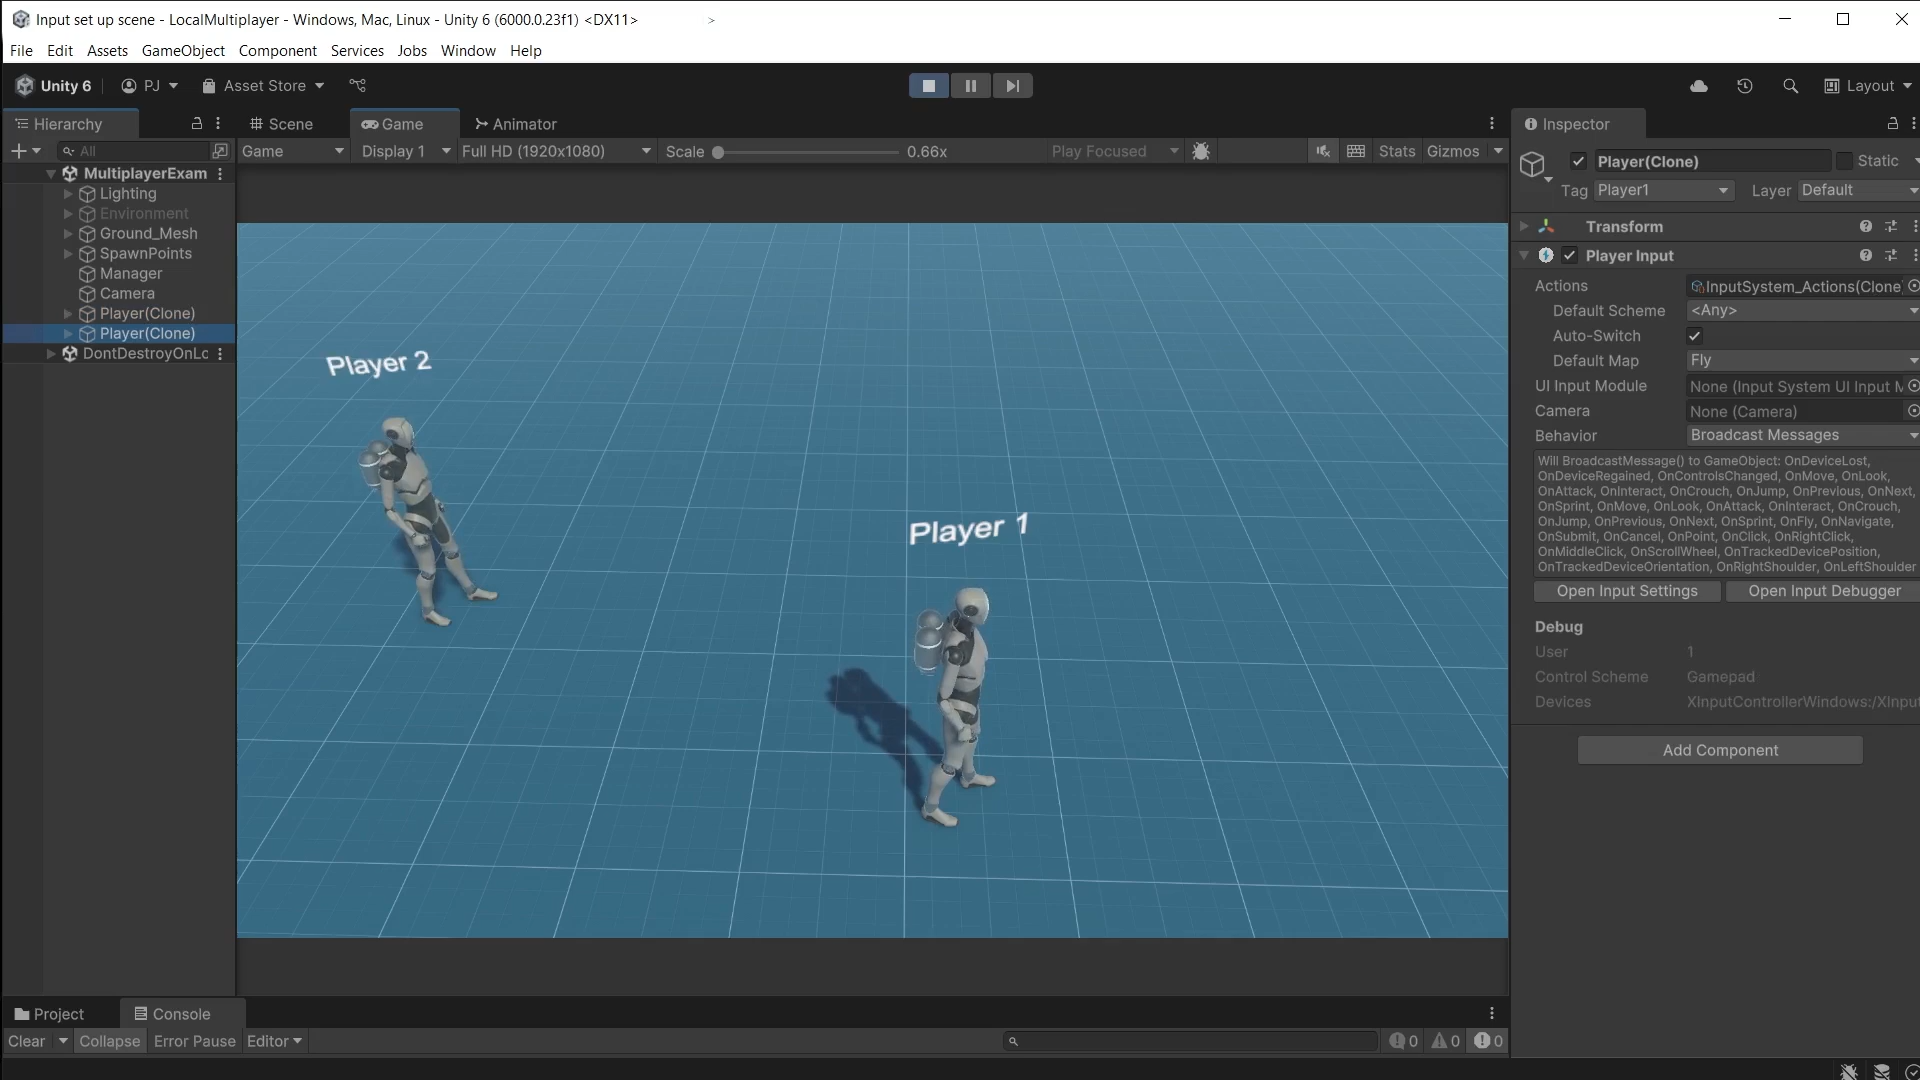 Input set up scene - LocalMultiplayer - Windows, Mac, Linux - Unity 6 (6000.0.23f1) <DX11>
File Edit Assets GameObject Component Services Jobs Window Help
Unity 6 PJ Asset Store Layout
Hierarchy Scene Game Animator Inspector
All Game Display 1 Full HD (1920x1080) Scale 0.66x Play Focused Stats Gizmos
MultiplayerExam
Lighting
Environment
Ground_Mesh
SpawnPoints
Manager
Camera
Player(Clone)
Player(Clone)
DontDestroyOnLo
Player 2
Player 1
Player(Clone) Static
Tag Player1 Layer Default
Transform
Player Input
Actions InputSystem_Actions(Clone
Default Scheme <Any>
Auto-Switch
Default Map Fly
UI Input Module None (Input System UI Input M
Camera None (Camera)
Behavior Broadcast Messages
Will BroadcastMessage() to GameObject: OnDeviceLost,
OnDeviceRegained, OnControlsChanged, OnMove, OnLook,
OnAttack, OnInteract, OnCrouch, OnJump, OnPrevious, OnNext,
OnSprint, OnMove, OnLook, OnAttack, OnInteract, OnCrouch,
OnJump, OnPrevious, OnNext, OnSprint, OnFly, OnNavigate,
OnSubmit, OnCancel, OnPoint, OnClick, OnRightClick,
OnMiddleClick, OnScrollWheel, OnTrackedDevicePosition,
OnTrackedDeviceOrientation, OnRightShoulder, OnLeftShoulder
Open Input Settings Open Input Debugger
Debug
User 1
Control Scheme Gamepad
Devices XInputControllerWindows:/XInput
Add Component
Project Console
Clear Collapse Error Pause Editor 0 0 0